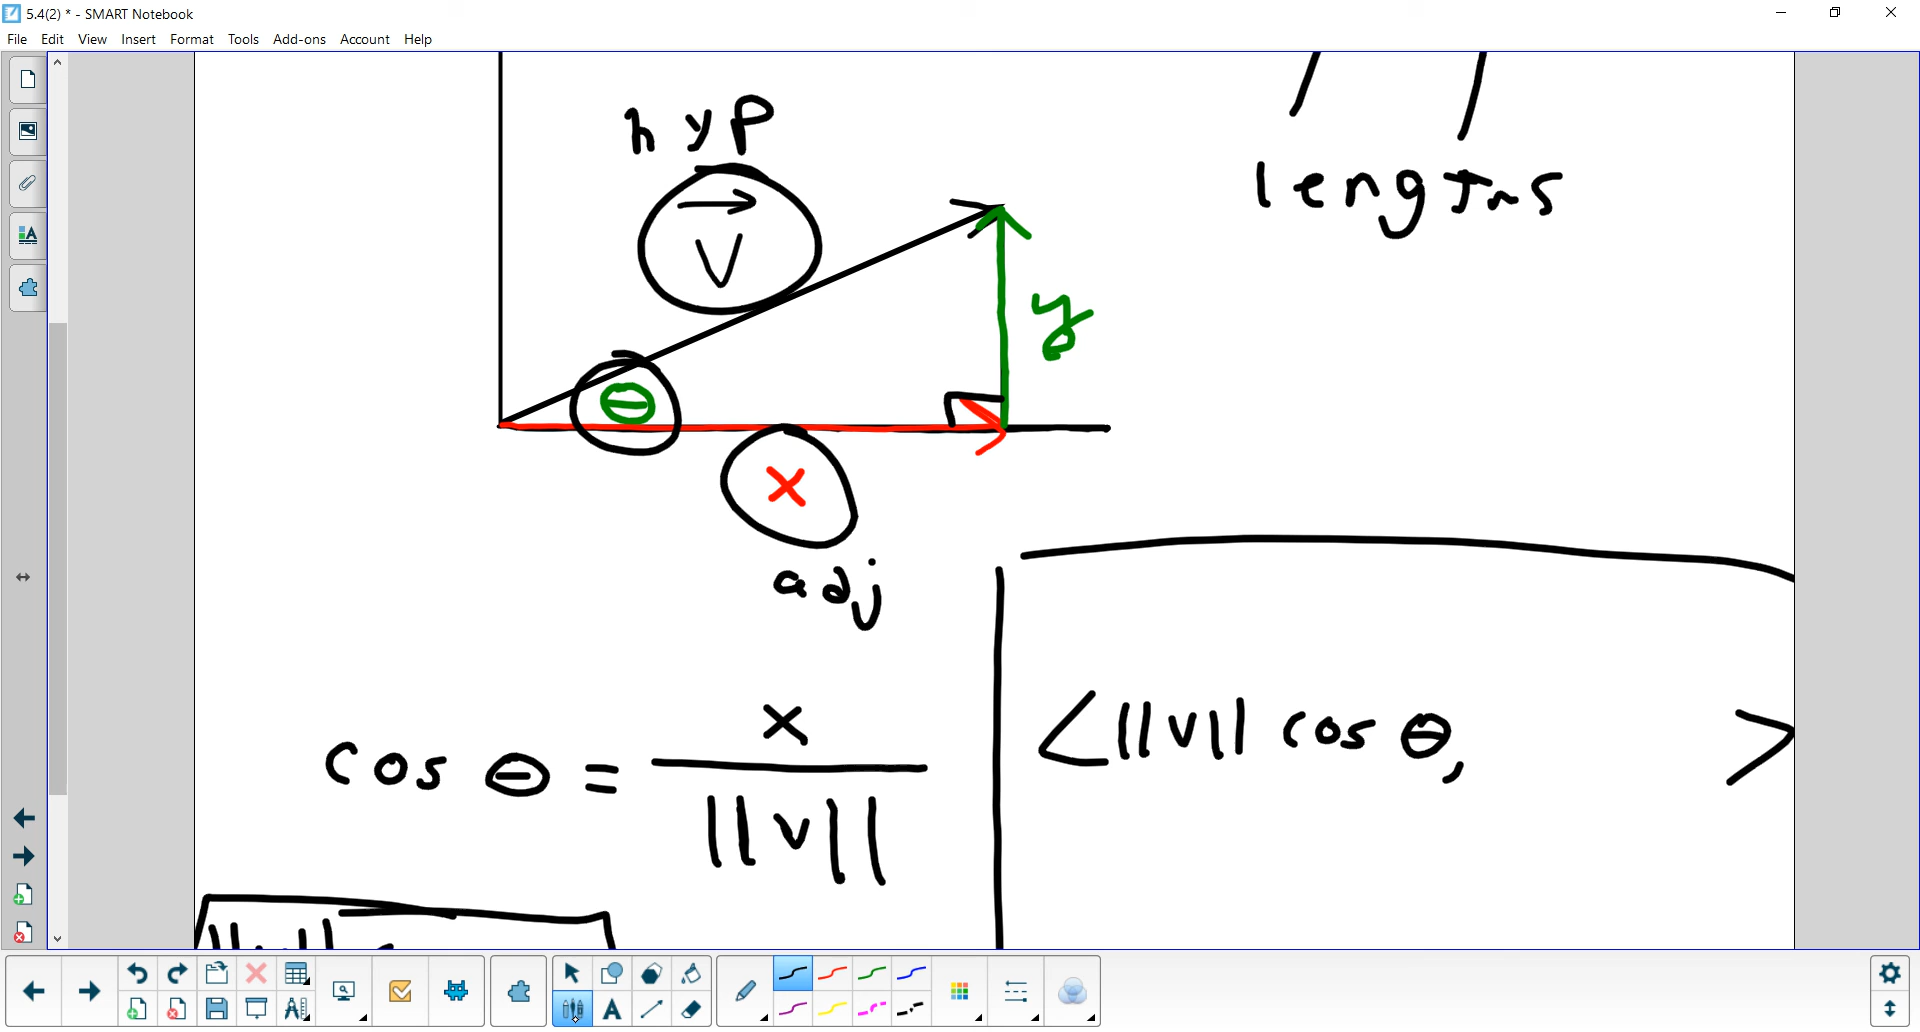 5.4(2) * - SMART Notebook
File Edit View Insert Format Tools Add-ons Account Help
hyp
lengths
V
y
θ
x
adj
cos θ = x / ||v||
<||v|| cos θ, >